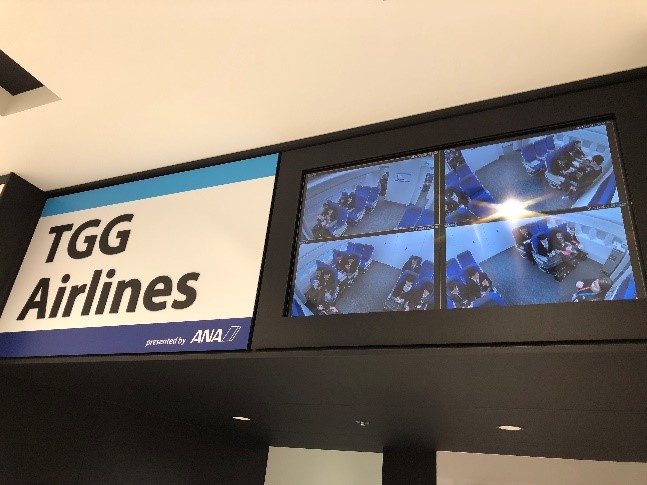 TGG
Airlines
presented by ANA